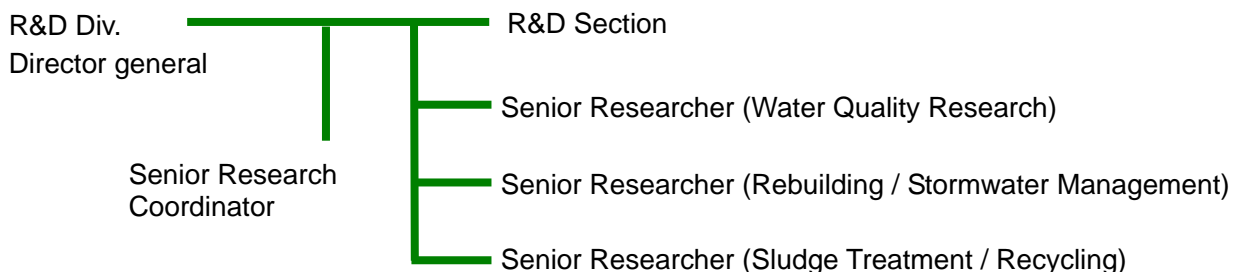 R&D Div.
Director general
R&D Section
Senior Researcher (Water Quality Research)
Senior Research
Coordinator
Senior Researcher (Rebuilding / Stormwater Management)
Senior Researcher (Sludge Treatment / Recycling)